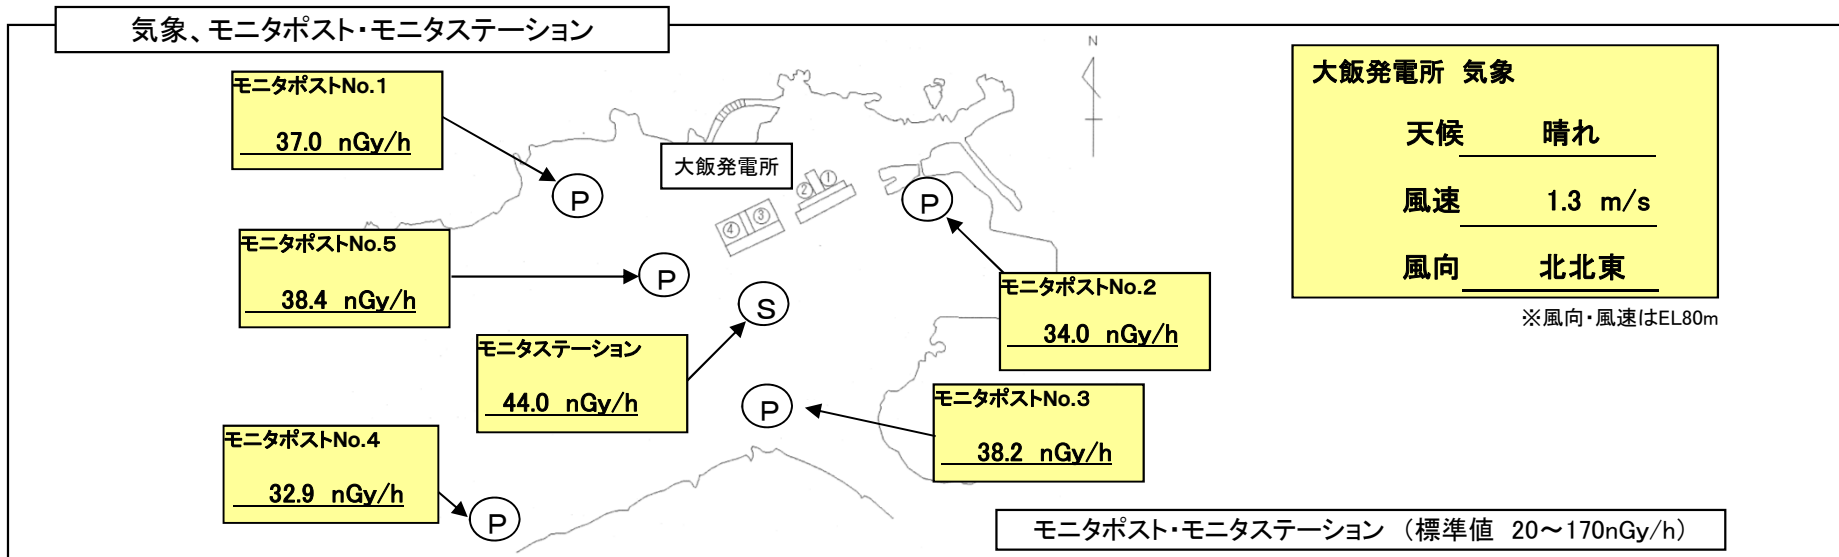 気象、モニタポスト・モニタステーション
N
モニタポストNo.1
37.0 nGy/h
P
大飯発電所
① ②
③ ④
P
大飯発電所 気象
天候 晴れ
風速 1.3 m/s
風向 北北東
※風向・風速はEL80m
モニタポストNo.5
38.4 nGy/h
P
モニタポストNo.2
34.0 nGy/h
S
モニタステーション
44.0 nGy/h
P
モニタポストNo.3
38.2 nGy/h
モニタポストNo.4
32.9 nGy/h
P
モニタポスト・モニタステーション （標準値 20～170nGy/h）